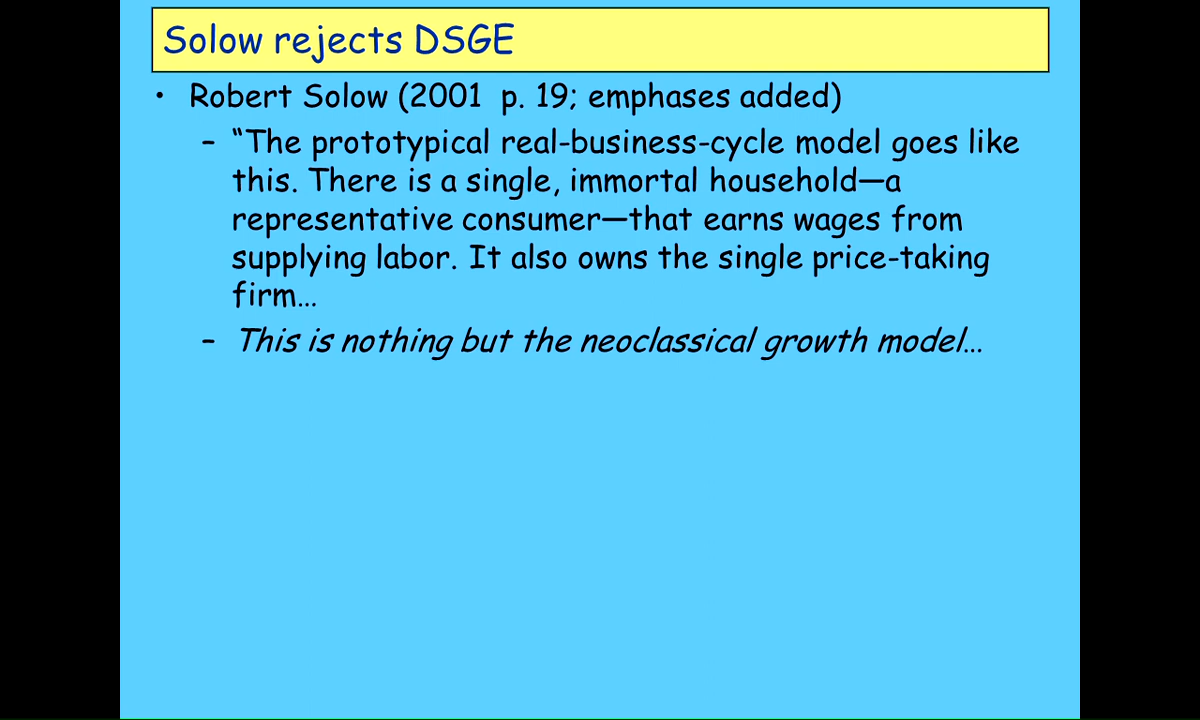 Solow rejects DSGE
• Robert Solow (2001 p. 19; emphases added)
– “The prototypical real-business-cycle model goes like
this. There is a single, immortal household—a
representative consumer—that earns wages from
supplying labor. It also owns the single price-taking
firm…
– This is nothing but the neoclassical growth model…